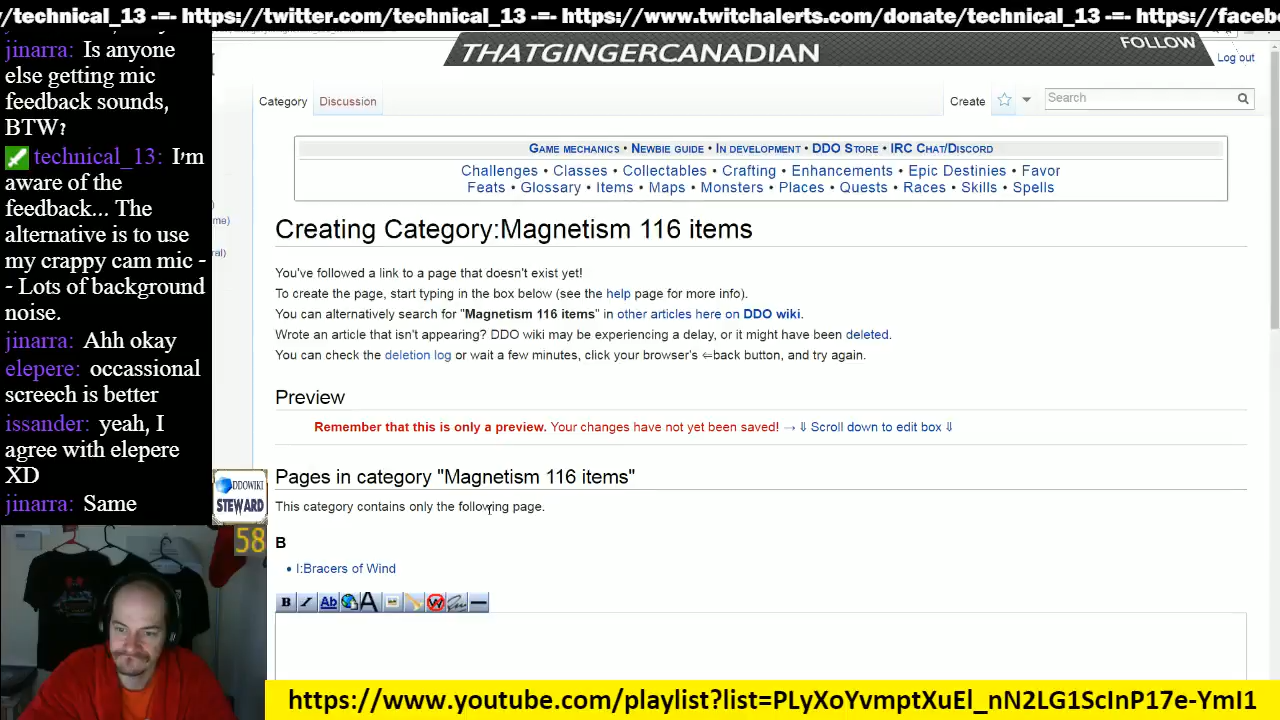 /technical_13 -=- https://twitter.com/technical_13 -=- https://www.twitchalerts.com/donate/technical_13 -=- https://faceb
jinarra: Is anyone
else getting mic
feedback sounds,
BTW?
technical_13: I'm
aware of the
feedback... The
alternative is to use
my crappy cam mic -
- Lots of background
noise.
jinarra: Ahh okay
elepere: occassional
screech is better
issander: yeah, I
agree with elepere
XD
jinarra: Same
THATGINGERCANADIAN
FOLLOW
Log out
Category
Discussion
Create
Search
GAME MECHANICS • NEWBIE GUIDE • IN DEVELOPMENT • DDO STORE • IRC CHAT/DISCORD
Challenges • Classes • Collectables • Crafting • Enhancements • Epic Destinies • Favor
Feats • Glossary • Items • Maps • Monsters • Places • Quests • Races • Skills • Spells
Creating Category:Magnetism 116 items
You've followed a link to a page that doesn't exist yet!
To create the page, start typing in the box below (see the help page for more info).
You can alternatively search for "Magnetism 116 items" in other articles here on DDO wiki.
Wrote an article that isn't appearing? DDO wiki may be experiencing a delay, or it might have been deleted.
You can check the deletion log or wait a few minutes, click your browser's ⇐back button, and try again.
Preview
Remember that this is only a preview. Your changes have not yet been saved! → ⇓ Scroll down to edit box ⇓
Pages in category "Magnetism 116 items"
This category contains only the following page.
B
• I:Bracers of Wind
B I Ab A W
DDOWIKI
STEWARD
58
https://www.youtube.com/playlist?list=PLyXoYvmptXuEl_nN2LG1ScInP17e-YmI1